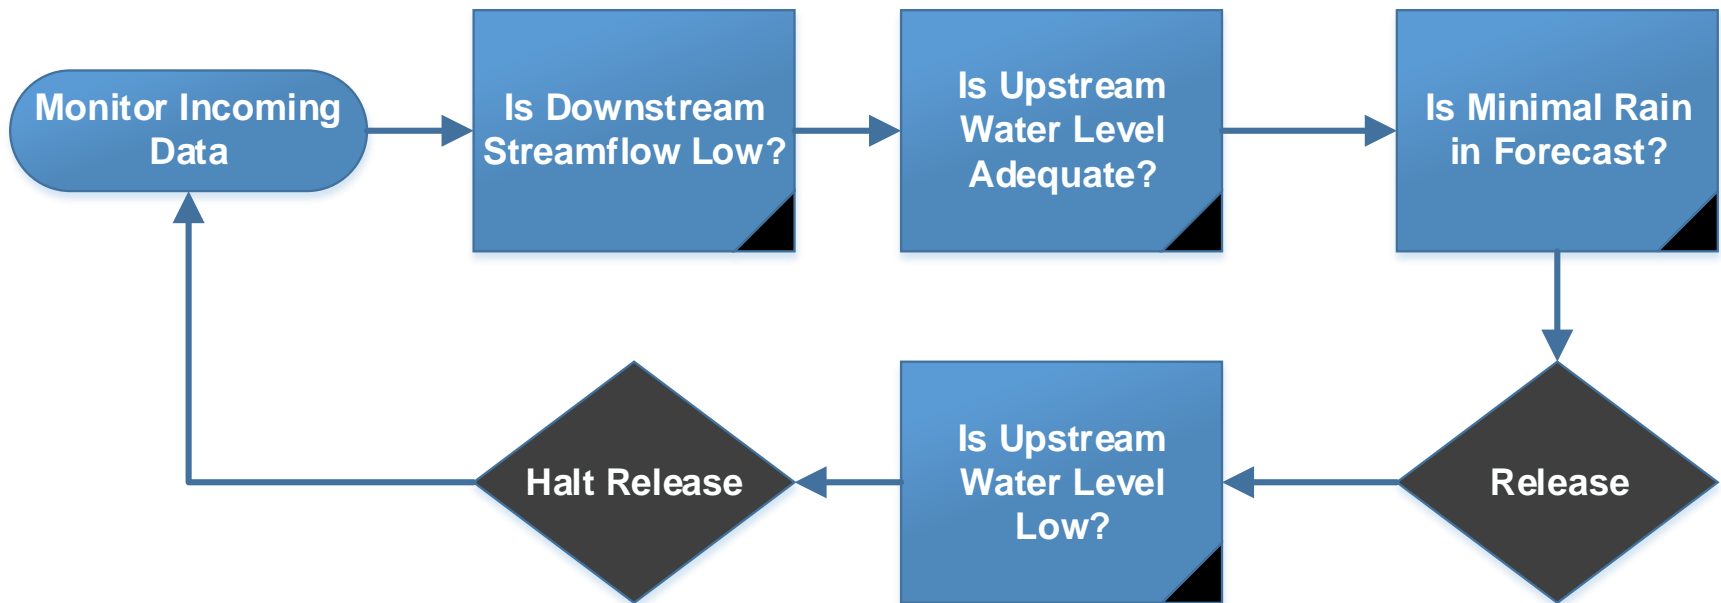 Monitor Incoming
Data
Is Downstream
Streamflow Low?
Is Upstream
Water Level
Adequate?
Is Minimal Rain
in Forecast?
Release
Is Upstream
Water Level
Low?
Halt Release